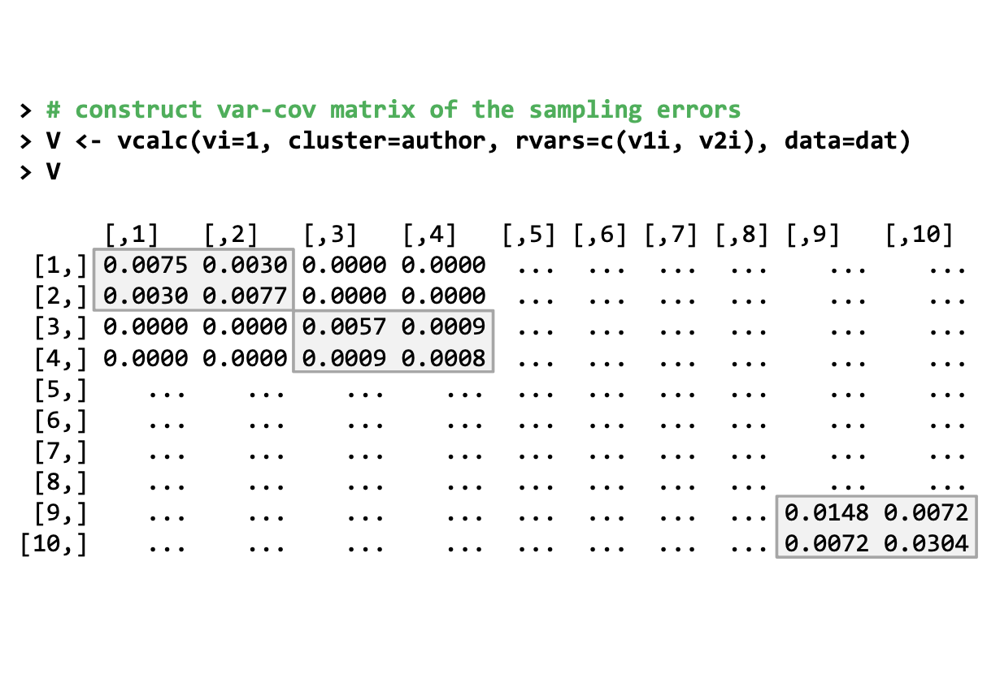 > # construct var-cov matrix of the sampling errors
> V <- vcalc(vi=1, cluster=author, rvars=c(v1i, v2i), data=dat)
> V
[,1] [,2] [,3] [,4] [,5] [,6] [,7] [,8] [,9] [,10]
[1,] 0.0075 0.0030 0.0000 0.0000 ... ... ... ... ... ...
[2,] 0.0030 0.0077 0.0000 0.0000 ... ... ... ... ... ...
[3,] 0.0000 0.0000 0.0057 0.0009 ... ... ... ... ... ...
[4,] 0.0000 0.0000 0.0009 0.0008 ... ... ... ... ... ...
[5,] ... ... ... ... ... ... ... ... ... ...
[6,] ... ... ... ... ... ... ... ... ... ...
[7,] ... ... ... ... ... ... ... ... ... ...
[8,] ... ... ... ... ... ... ... ... ... ...
[9,] ... ... ... ... ... ... ... ... 0.0148 0.0072
[10,] ... ... ... ... ... ... ... ... 0.0072 0.0304